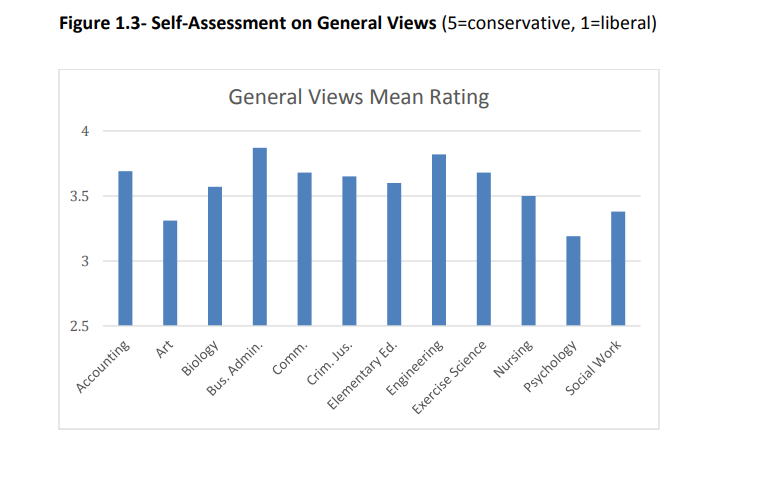 Figure 1.3- Self-Assessment on General Views (5=conservative, 1=liberal)
General Views Mean Rating
4
3.5
3
2.5
Accounting
Art
Biology
Bus. Admin.
Comm.
Crim. Jus.
Elementary Ed.
Engineering
Exercise Science
Nursing
Psychology
Social Work